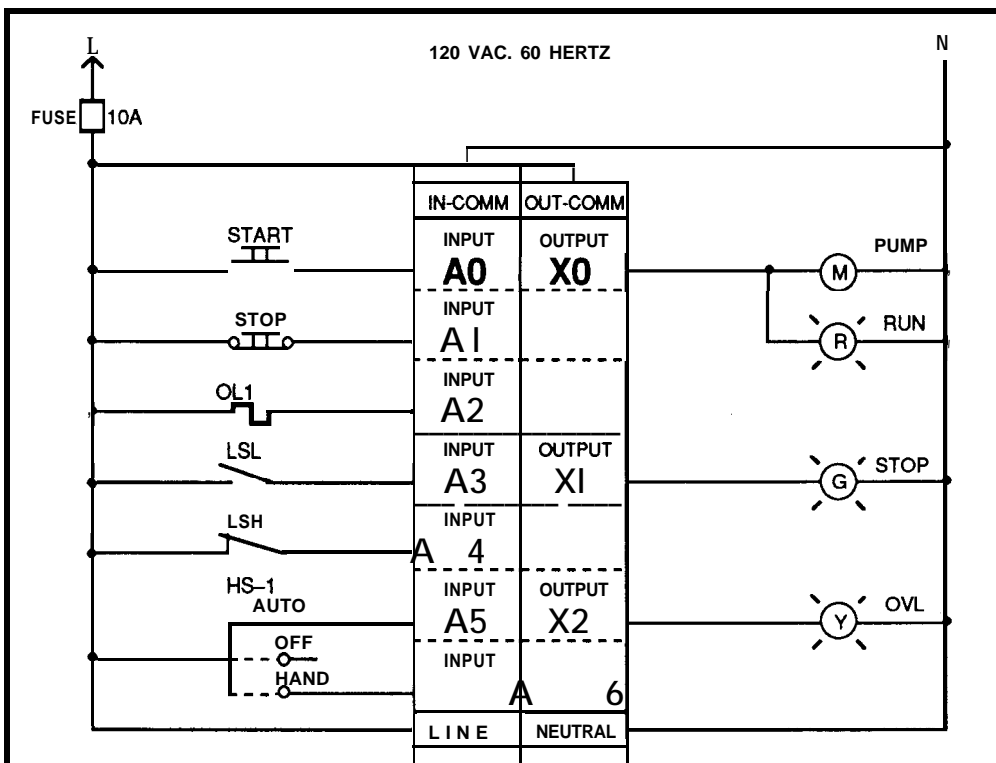 L 120 VAC. 60 HERTZ N
FUSE 10A
IN-COMM OUT-COMM
START INPUT OUTPUT PUMP
A0 X0 M
STOP INPUT RUN
A1 R
OL1 INPUT
A2
LSL INPUT OUTPUT STOP
A3 X1 G
LSH INPUT
A 4
HS-1 INPUT OUTPUT OVL
AUTO A5 X2 Y
OFF INPUT
HAND A 6
LINE NEUTRAL